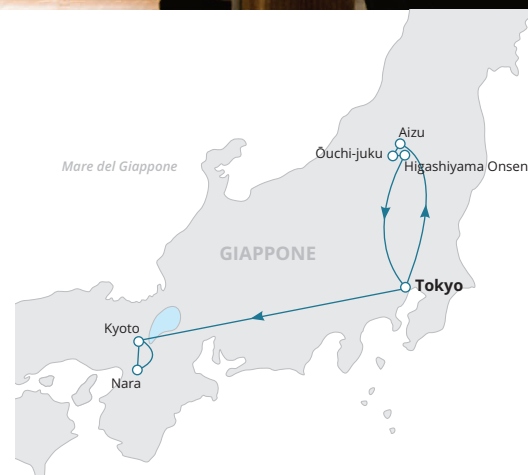 Aizu
Ōuchi-juku
Higashiyama Onsen
Mare del Giappone
GIAPPONE
Tokyo
Kyoto
Nara